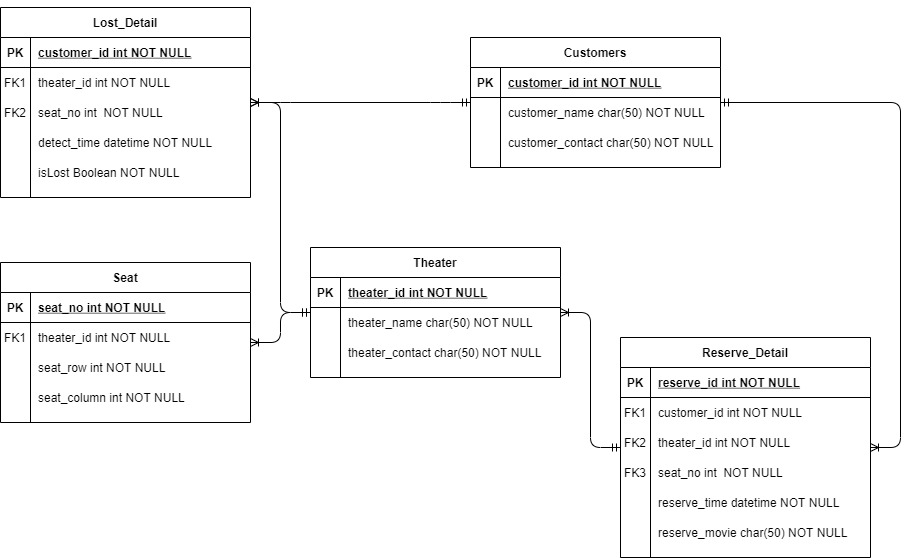 Lost_Detail
PK customer_id int NOT NULL
FK1 theater_id int NOT NULL
FK2 seat_no int  NOT NULL
detect_time datetime NOT NULL
isLost Boolean NOT NULL
Customers
PK customer_id int NOT NULL
customer_name char(50) NOT NULL
customer_contact char(50) NOT NULL
Seat
PK seat_no int NOT NULL
FK1 theater_id int NOT NULL
seat_row int NOT NULL
seat_column int NOT NULL
Theater
PK theater_id int NOT NULL
theater_name char(50) NOT NULL
theater_contact char(50) NOT NULL
Reserve_Detail
PK reserve_id int NOT NULL
FK1 customer_id int NOT NULL
FK2 theater_id int NOT NULL
FK3 seat_no int  NOT NULL
reserve_time datetime NOT NULL
reserve_movie char(50) NOT NULL